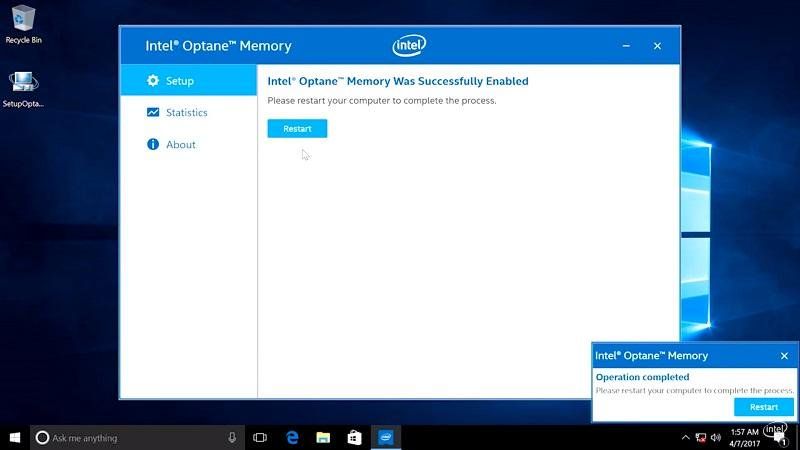 Recycle Bin
SetupOpta...
Intel® Optane™ Memory
intel
Setup
Statistics
About
Intel® Optane™ Memory Was Successfully Enabled
Please restart your computer to complete the process.
Restart
Intel® Optane™ Memory
Operation completed
Please restart your computer to complete the process.
Restart
Ask me anything
1:57 AM
4/7/2017
intel
1